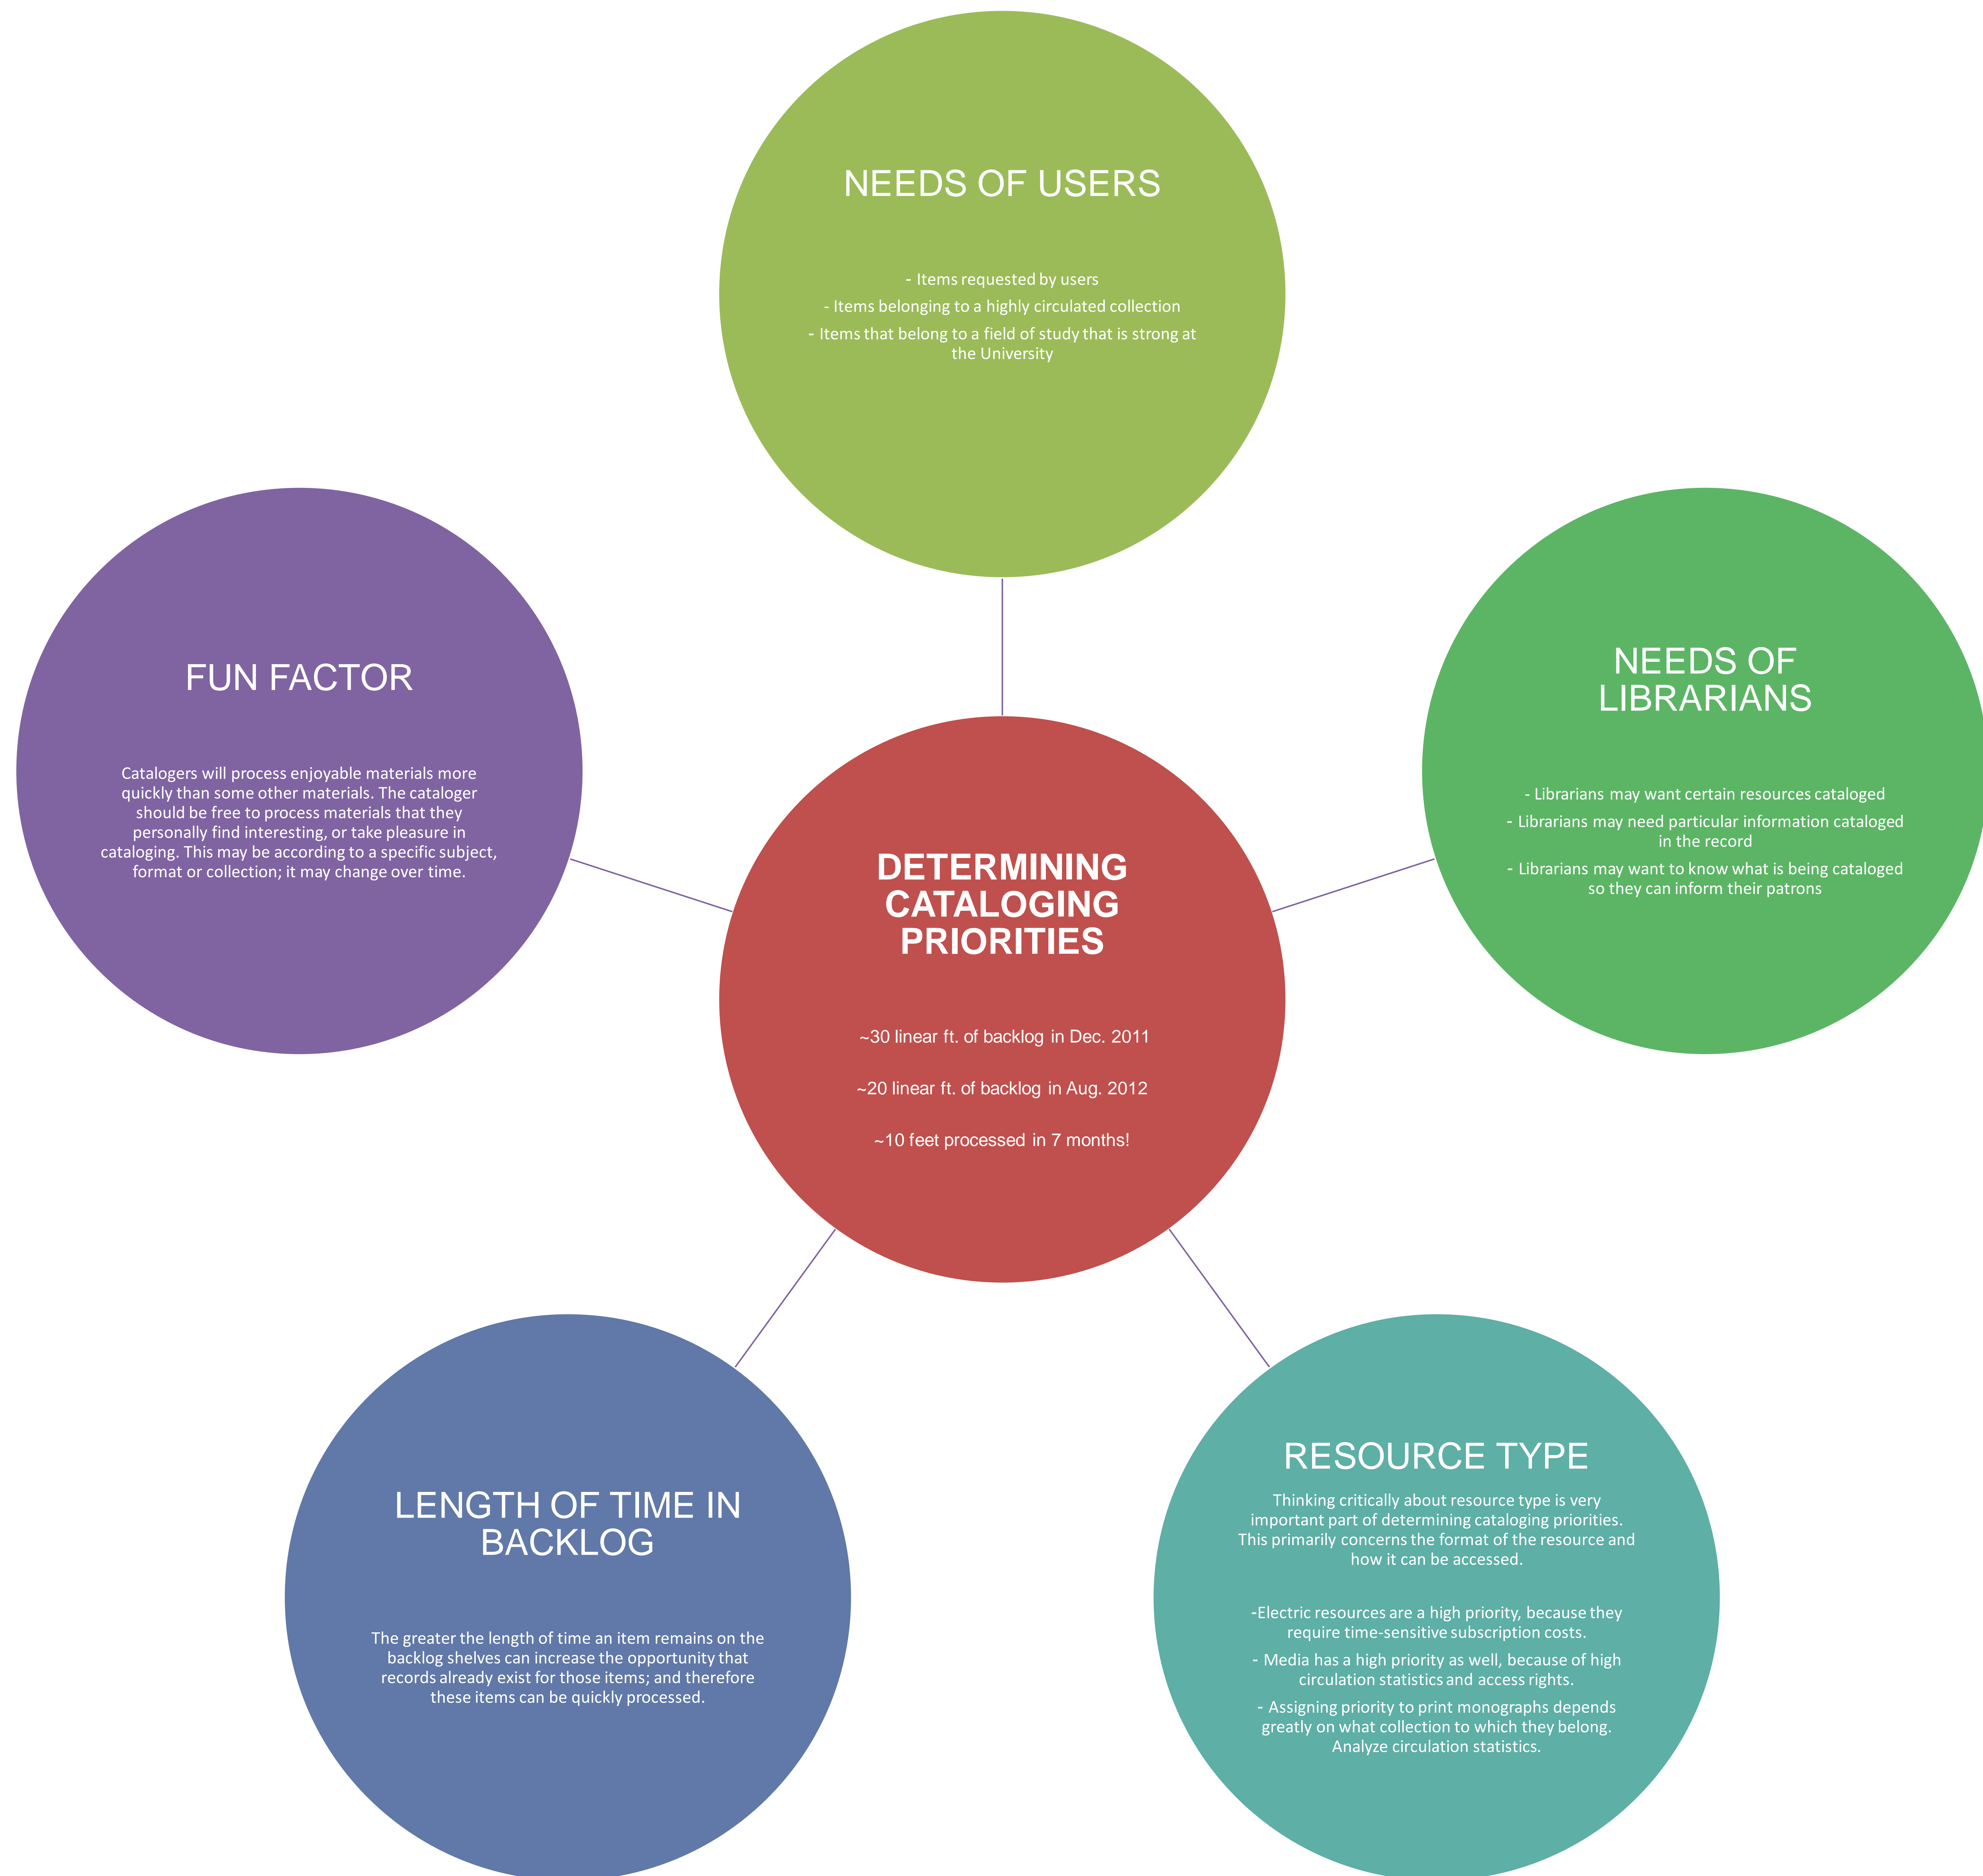 NEEDS OF USERS
- Items requested by users
- Items belonging to a highly circulated collection
- Items that belong to a field of study that is strong at
the University
FUN FACTOR
Catalogers will process enjoyable materials more
quickly than some other materials. The cataloger
should be free to process materials that they
personally find interesting, or take pleasure in
cataloging. This may be according to a specific subject,
format or collection; it may change over time.
NEEDS OF
LIBRARIANS
- Librarians may want certain resources cataloged
- Librarians may need particular information cataloged
in the record
- Librarians may want to know what is being cataloged
so they can inform their patrons
DETERMINING
CATALOGING
PRIORITIES
~30 linear ft. of backlog in Dec. 2011
~20 linear ft. of backlog in Aug. 2012
~10 feet processed in 7 months!
LENGTH OF TIME IN
BACKLOG
The greater the length of time an item remains on the
backlog shelves can increase the opportunity that
records already exist for those items; and therefore
these items can be quickly processed.
RESOURCE TYPE
Thinking critically about resource type is very
important part of determining cataloging priorities.
This primarily concerns the format of the resource and
how it can be accessed.
-Electric resources are a high priority, because they
require time-sensitive subscription costs.
- Media has a high priority as well, because of high
circulation statistics and access rights.
- Assigning priority to print monographs depends
greatly on what collection to which they belong.
Analyze circulation statistics.